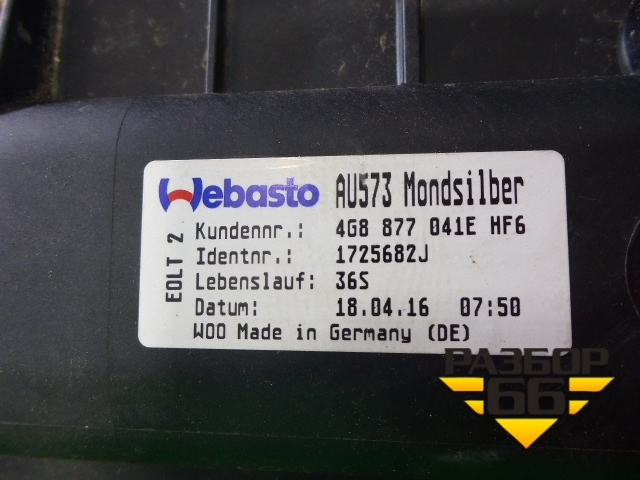 Webasto AU573 Mondsilber
EOLT 2
Kundennr.: 4G8 877 041E HF6
Identnr.: 1725682J
Lebenslauf: 36S
Datum: 18.04.16 07:50
WOO Made in Germany (DE)
РАЗБОР
66